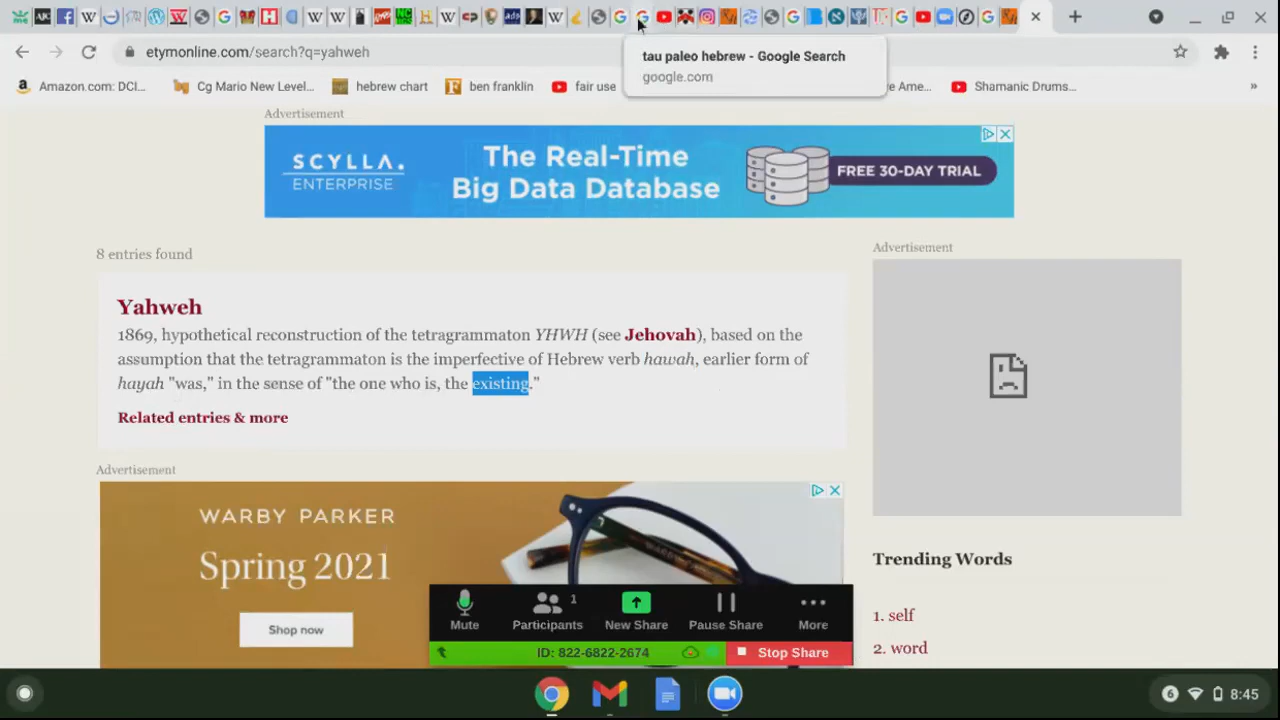 etymonline.com/search?q=yahweh
tau paleo hebrew - Google Search
google.com
Amazon.com: DCI...
Cg Mario New Level...
hebrew chart
ben franklin
fair use
e Ame...
Shamanic Drums...
»
Advertisement
SCYLLA.
ENTERPRISE
The Real-Time
Big Data Database
FREE 30-DAY TRIAL
8 entries found
Advertisement
Yahweh
1869, hypothetical reconstruction of the tetragrammaton YHWH (see Jehovah), based on the
assumption that the tetragrammaton is the imperfective of Hebrew verb hawah, earlier form of
hayah "was," in the sense of "the one who is, the existing."
Related entries & more
Advertisement
WARBY PARKER
Spring 2021
Shop now
Trending Words
1. self
2. word
1
Mute
Participants
New Share
Pause Share
More
ID: 822-6822-2674
Stop Share
6
8:45